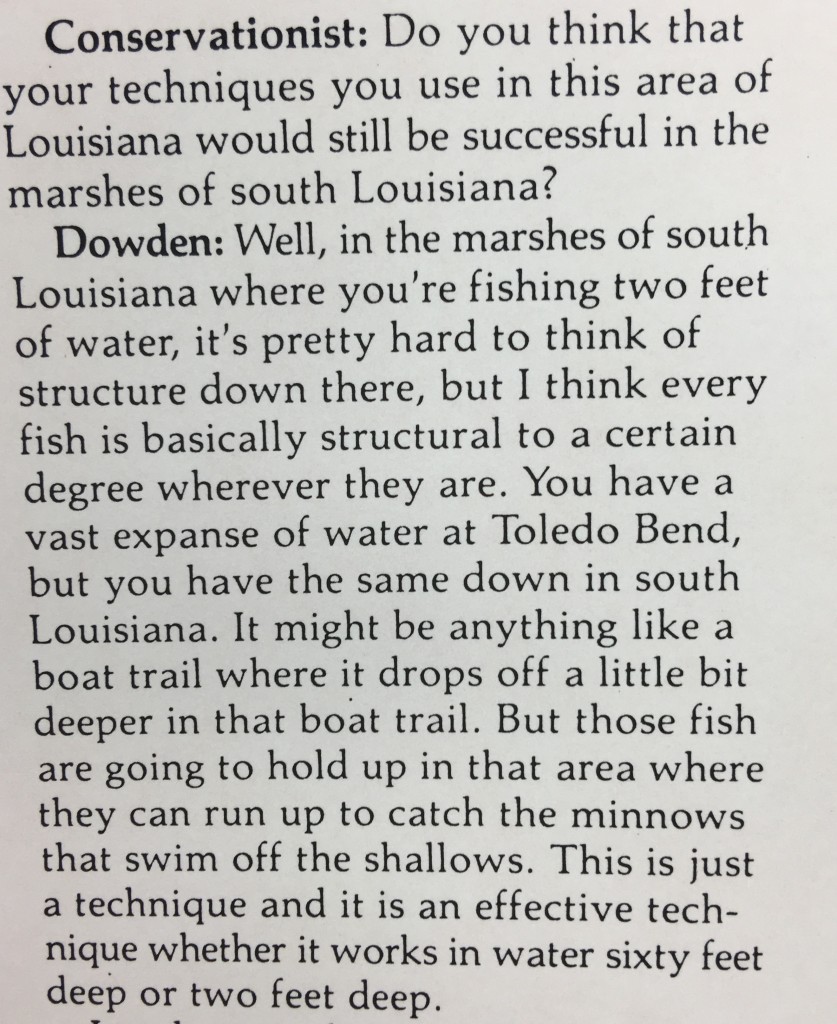 Conservationist: Do you think that
your techniques you use in this area of
Louisiana would still be successful in the
marshes of south Louisiana?
Dowden: Well, in the marshes of south
Louisiana where you're fishing two feet
of water, it's pretty hard to think of
structure down there, but I think every
fish is basically structural to a certain
degree wherever they are. You have a
vast expanse of water at Toledo Bend,
but you have the same down in south
Louisiana. It might be anything like a
boat trail where it drops off a little bit
deeper in that boat trail. But those fish
are going to hold up in that area where
they can run up to catch the minnows
that swim off the shallows. This is just
a technique and it is an effective tech-
nique whether it works in water sixty feet
deep or two feet deep.